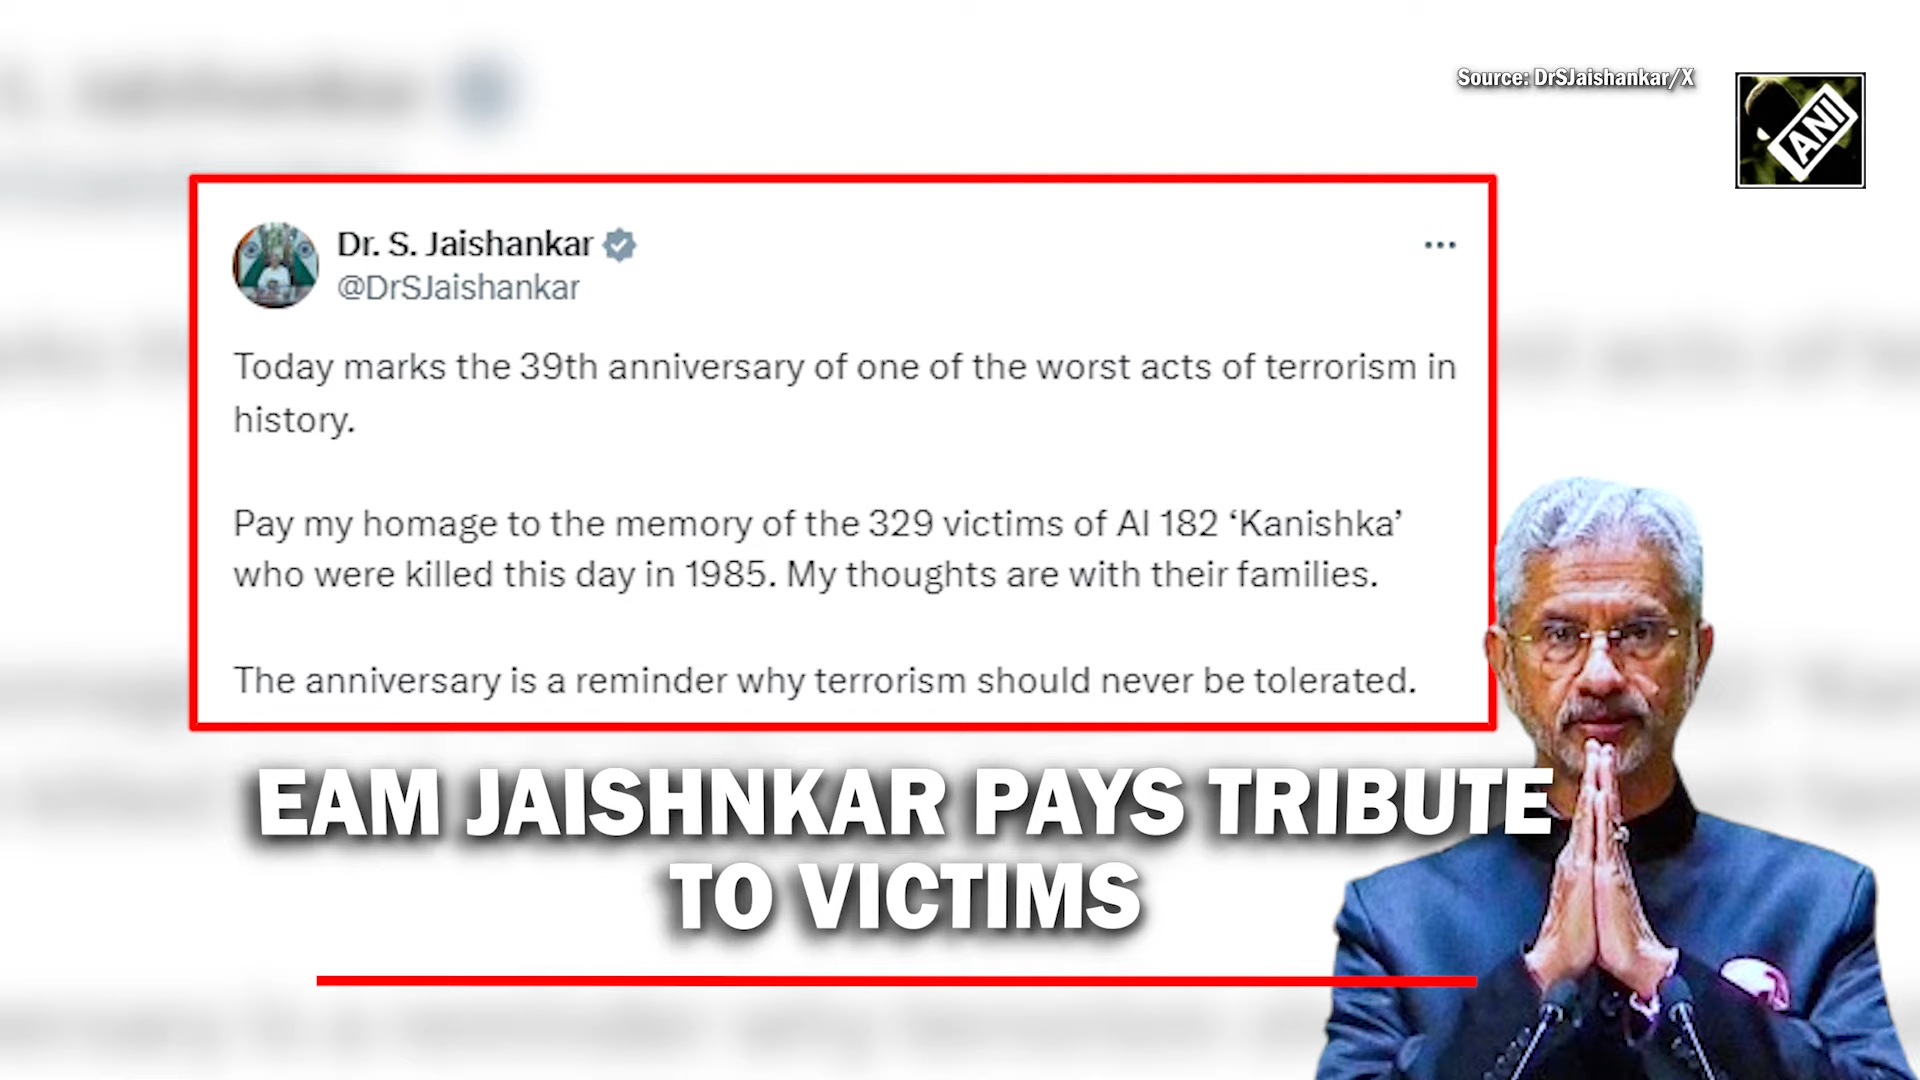 Source: DrSJaishankar/X
ANI
Dr. S. Jaishankar
@DrSJaishankar
Today marks the 39th anniversary of one of the worst acts of terrorism in
history.
Pay my homage to the memory of the 329 victims of AI 182 ‘Kanishka’
who were killed this day in 1985. My thoughts are with their families.
The anniversary is a reminder why terrorism should never be tolerated.
EAM JAISHNKAR PAYS TRIBUTE
TO VICTIMS